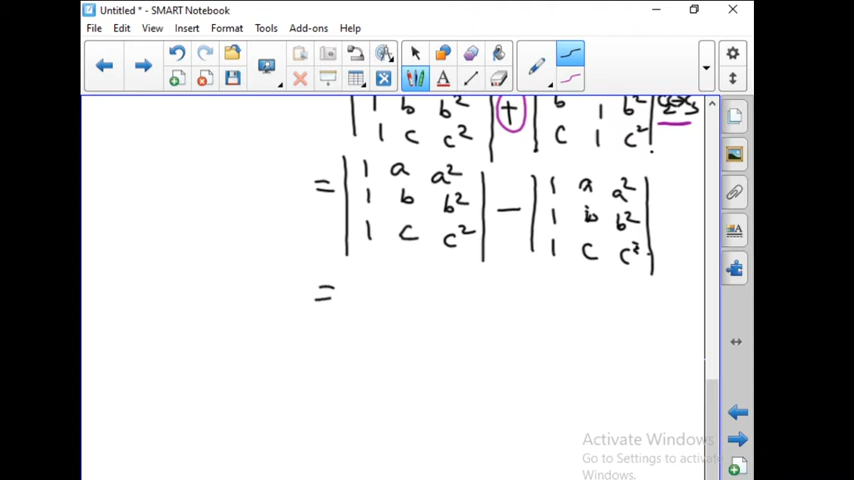 Untitled * - SMART Notebook
File Edit View Insert Format Tools Add-ons Help
| 1 b b² | + | b 1 b² |
| 1 c c² | | c 1 c² |
= | 1 a a² | - | 1 a a² |
| 1 b b² | | 1 b b² |
| 1 c c² | | 1 c c² |
=
Activate Windows
Go to Settings to activate
Windows.